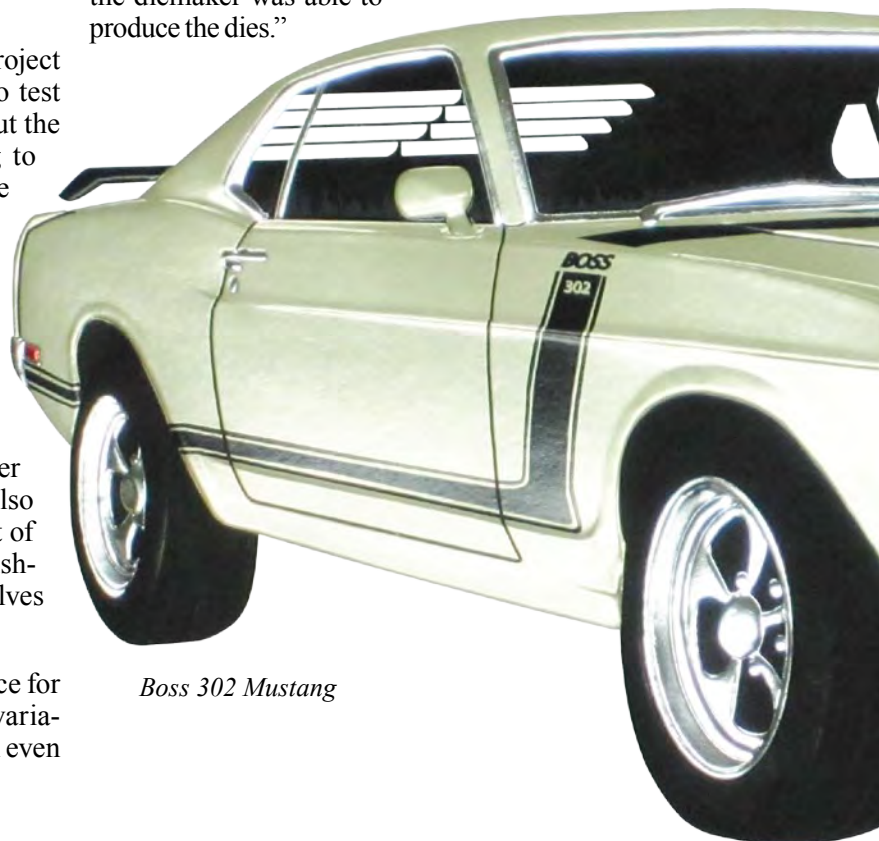 roject
o test
ut the
to
e
er
lso
t of
sh-
lves
ce for
varia-
even
the diemaker was able to
produce the dies.”
BOSS
302
Boss 302 Mustang